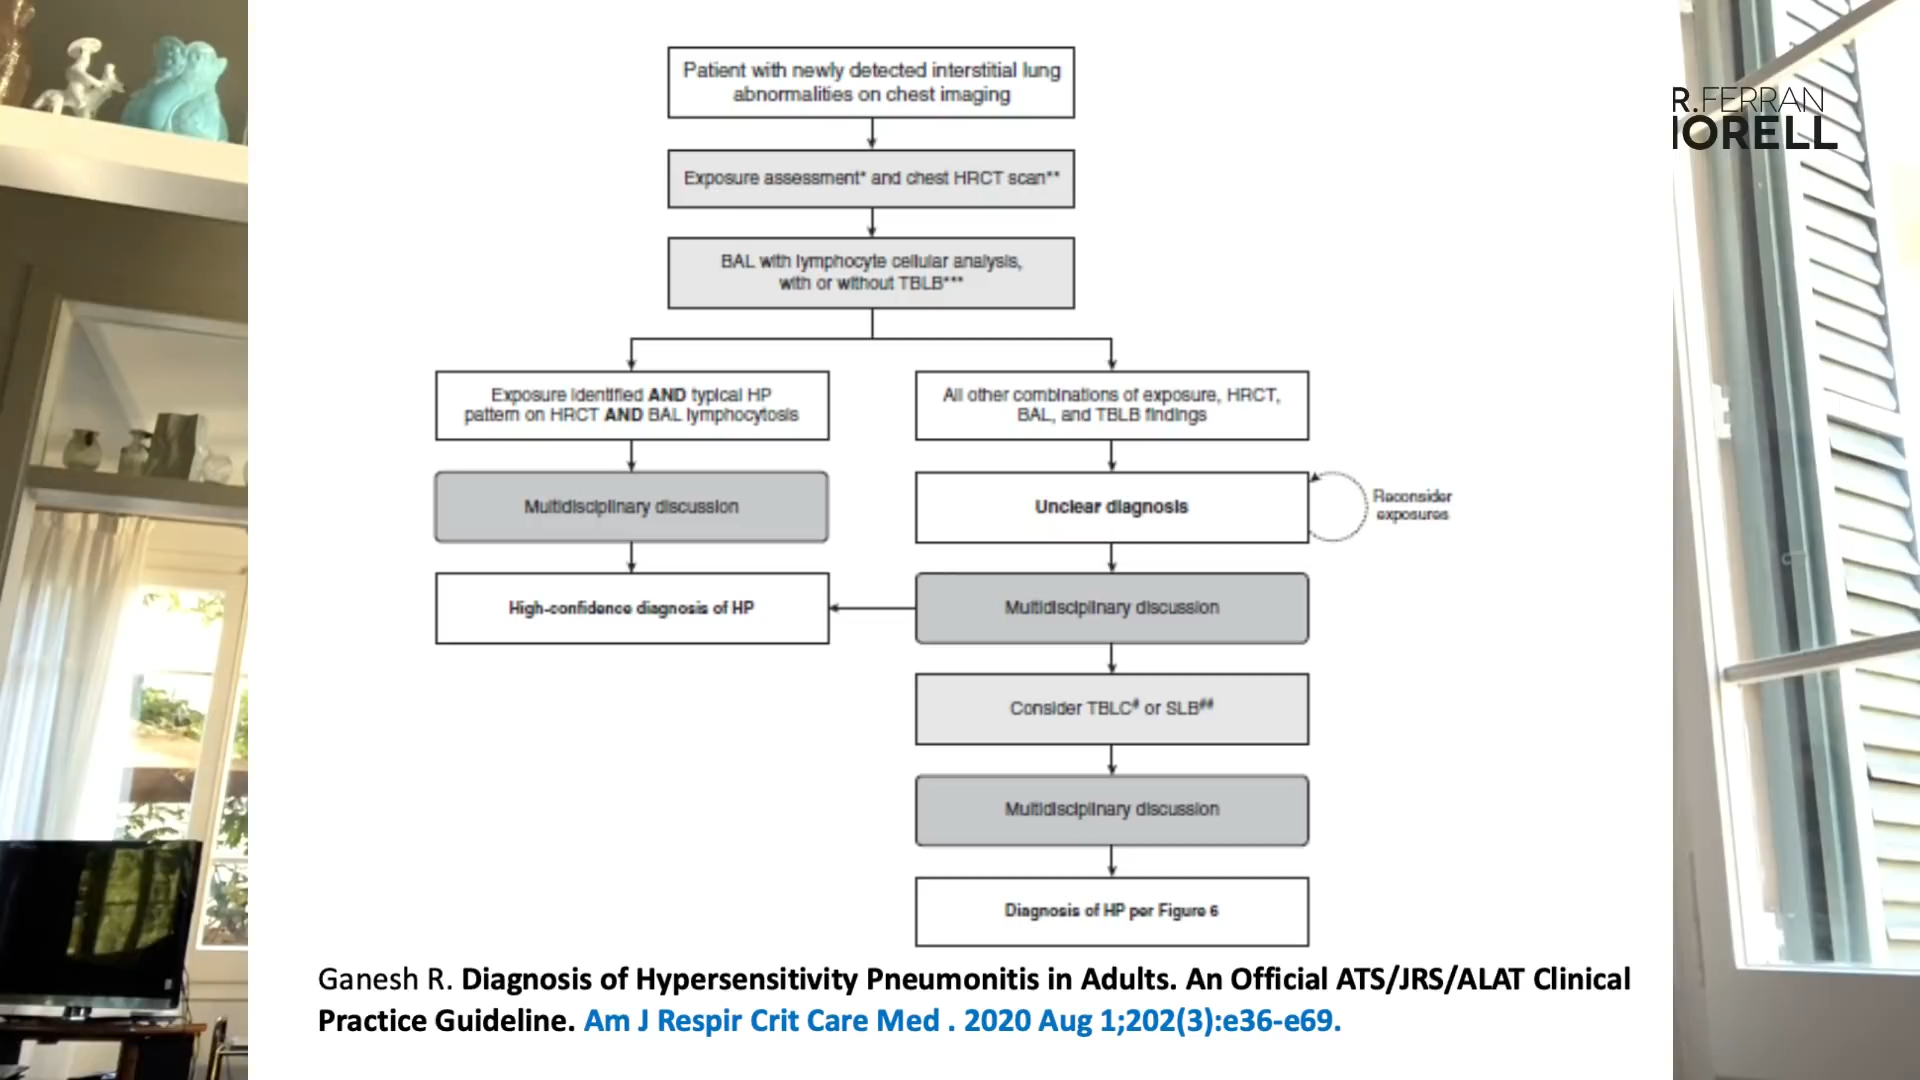 Patient with newly detected interstitial lung
abnormalities on chest imaging
R.FERRAN
MORELL
Exposure assessment* and chest HRCT scan**
BAL with lymphocyte cellular analysis,
with or without TBLB***
Exposure identified AND typical HP
pattern on HRCT AND BAL lymphocytosis
All other combinations of exposure, HRCT,
BAL, and TBLB findings
Multidisciplinary discussion
Unclear diagnosis
Reconsider
exposures
High-confidence diagnosis of HP
Multidisciplinary discussion
Consider TBLC# or SLB##
Multidisciplinary discussion
Diagnosis of HP per Figure 6
Ganesh R. Diagnosis of Hypersensitivity Pneumonitis in Adults. An Official ATS/JRS/ALAT Clinical
Practice Guideline. Am J Respir Crit Care Med . 2020 Aug 1;202(3):e36-e69.